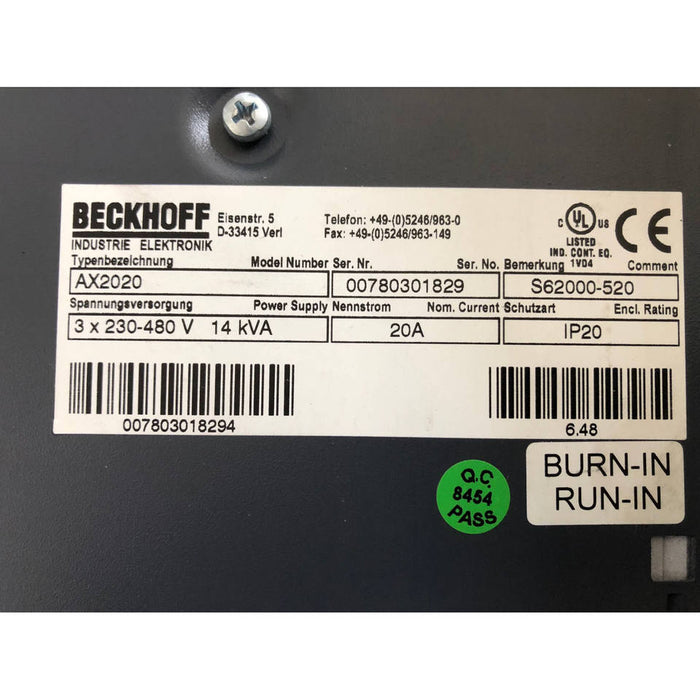 BECKHOFF
INDUSTRIE ELEKTRONIK
Eisenstr. 5
D-33415 Verl
Telefon: +49-(0)5246/963-0
Fax: +49-(0)5246/963-149
C UL US
LISTED
IND. CONT. EQ.
1VD4
CE
Typenbezeichnung Model Number Ser. Nr. Ser. No. Bemerkung Comment
AX2020 00780301829 S62000-520
Spannungsversorgung Power Supply Nennstrom Nom. Current Schutzart Encl. Rating
3 x 230-480 V 14 kVA 20A IP20
007803018294 6.48
Q.C.
8454
PASS
BURN-IN
RUN-IN